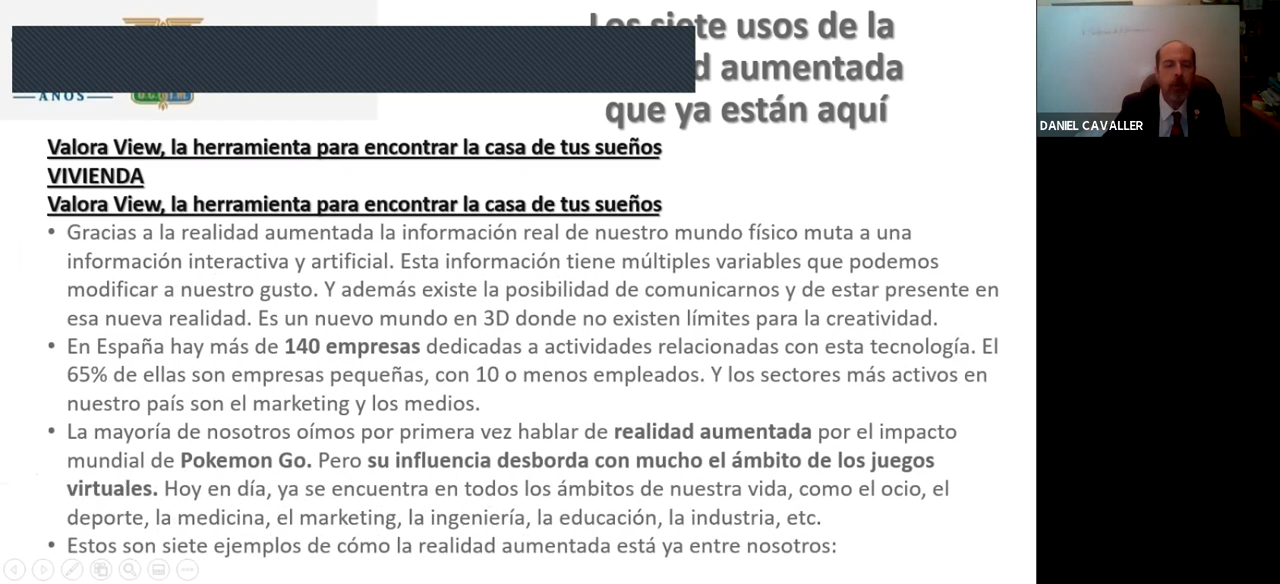 Los siete usos de la
d aumentada
que ya están aquí
AÑOS
DANIEL CAVALLER
Valora View, la herramienta para encontrar la casa de tus sueños
VIVIENDA
Valora View, la herramienta para encontrar la casa de tus sueños
• Gracias a la realidad aumentada la información real de nuestro mundo físico muta a una
información interactiva y artificial. Esta información tiene múltiples variables que podemos
modificar a nuestro gusto. Y además existe la posibilidad de comunicarnos y de estar presente en
esa nueva realidad. Es un nuevo mundo en 3D donde no existen límites para la creatividad.
• En España hay más de 140 empresas dedicadas a actividades relacionadas con esta tecnología. El
65% de ellas son empresas pequeñas, con 10 o menos empleados. Y los sectores más activos en
nuestro país son el marketing y los medios.
• La mayoría de nosotros oímos por primera vez hablar de realidad aumentada por el impacto
mundial de Pokemon Go. Pero su influencia desborda con mucho el ámbito de los juegos
virtuales. Hoy en día, ya se encuentra en todos los ámbitos de nuestra vida, como el ocio, el
deporte, la medicina, el marketing, la ingeniería, la educación, la industria, etc.
• Estos son siete ejemplos de cómo la realidad aumentada está ya entre nosotros: